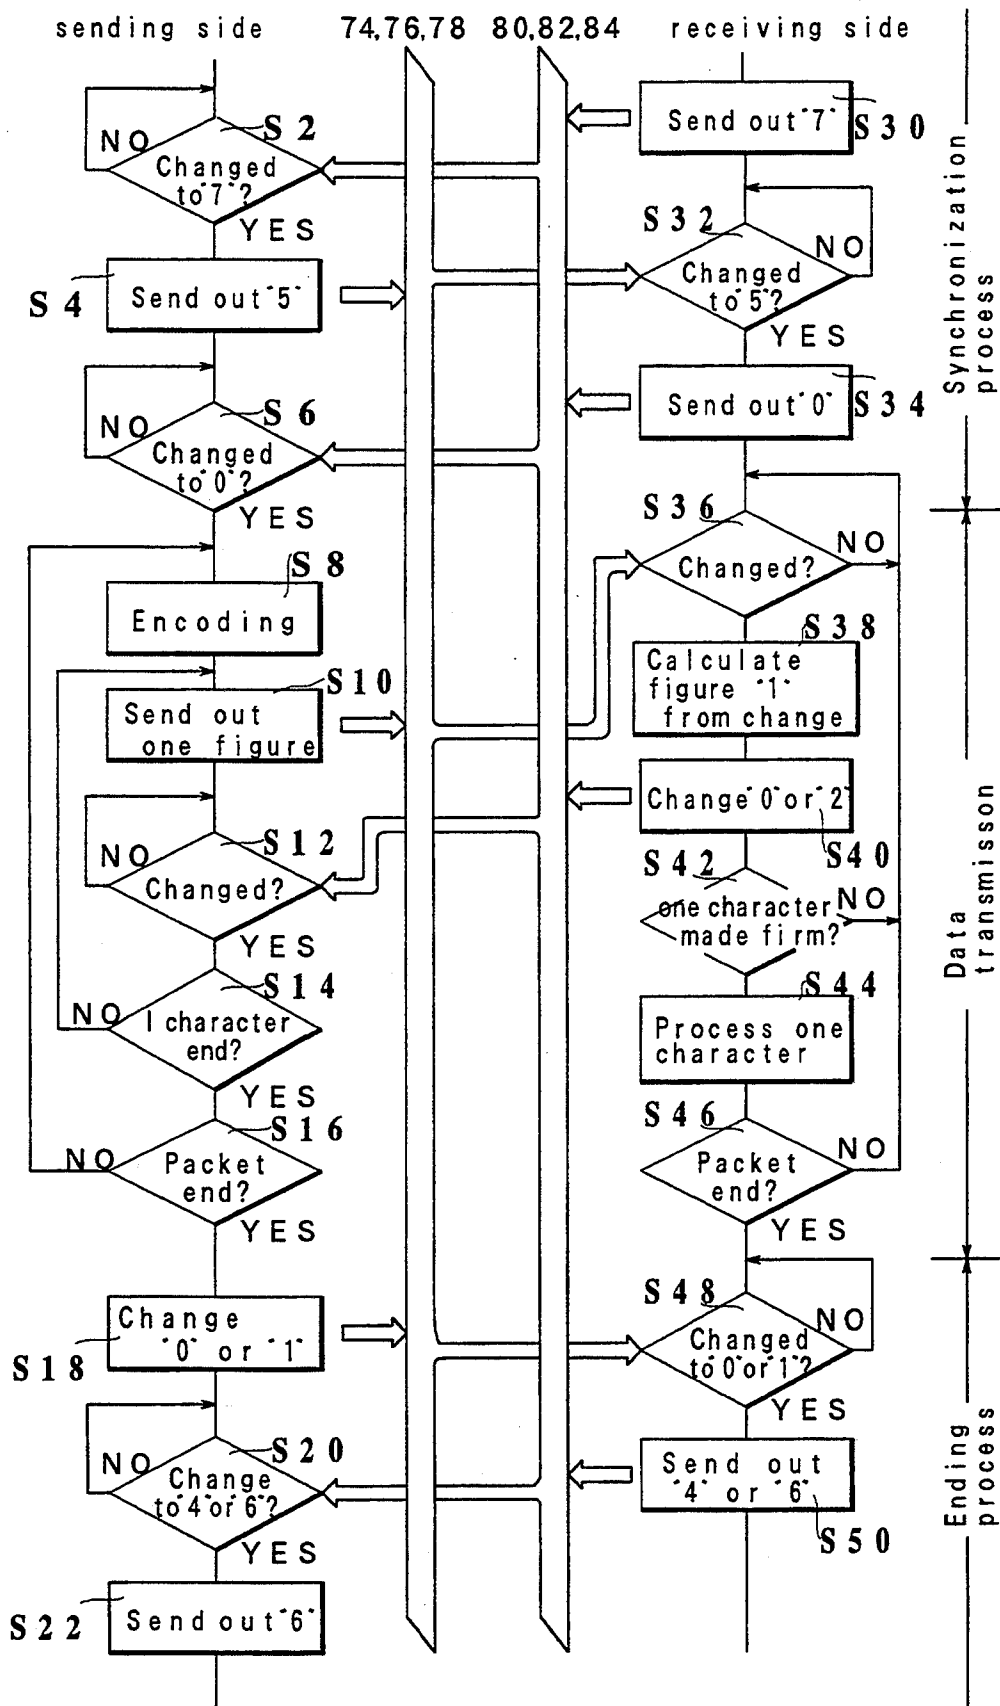 sending side
74,76,78
80,82,84
receiving side
Send out "7"
S30
S2
NO
Changed
to "7"?
YES
S32
NO
Changed
to "5"?
YES
S4
Send out "5"
Send out "0"
S34
S6
NO
Changed
to "0"?
YES
S36
NO
Changed?
S8
Encoding
S38
Calculate
figure "1"
from change
S10
Send out
one figure
Change "0" or "2"
S40
S12
NO
Changed?
YES
S42
one character
made firm?
NO
S14
NO
1 character
end?
YES
S44
Process one
character
S16
NO
Packet
end?
YES
S46
NO
Packet
end?
YES
Change
"0" or "1"
S18
S48
NO
Changed
to "0" or "1"?
YES
S20
NO
Change
to "4" or "6"?
YES
Send out
"4" or "6"
S50
S22
Send out "6"
Synchronization
process
Data
transmisson
Ending
process